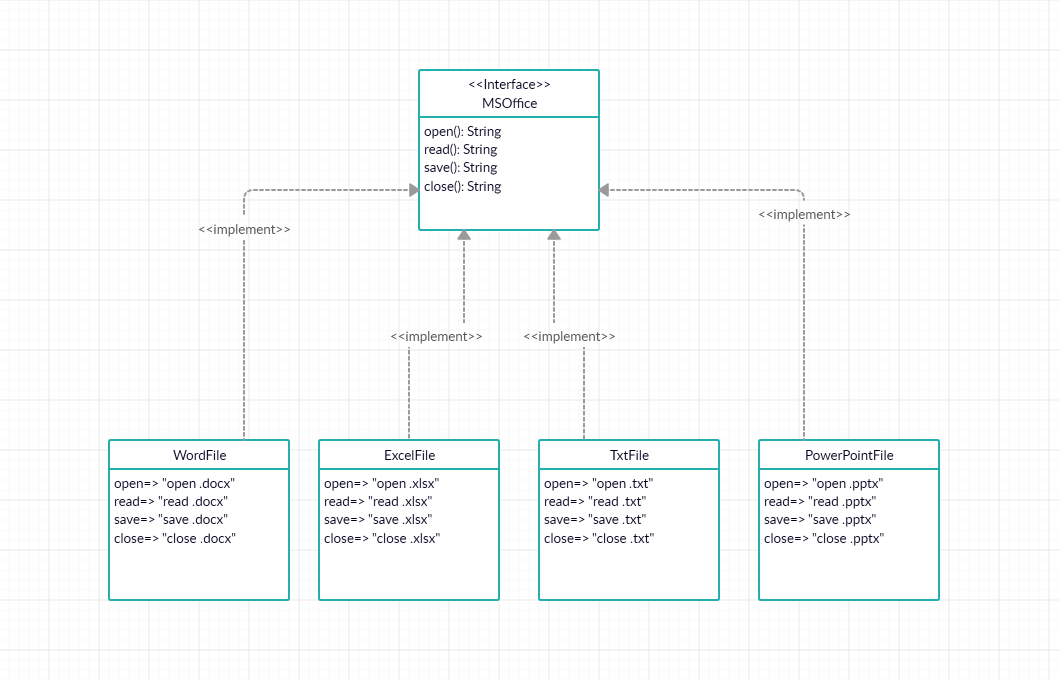 <<Interface>>
MSOffice
open(): String
read(): String
save(): String
close(): String
<<implement>>
<<implement>>
<<implement>>
<<implement>>
WordFile
open=> "open .docx"
read=> "read .docx"
save=> "save .docx"
close=> "close .docx"
ExcelFile
open=> "open .xlsx"
read=> "read .xlsx"
save=> "save .xlsx"
close=> "close .xlsx"
TxtFile
open=> "open .txt"
read=> "read .txt"
save=> "save .txt"
close=> "close .txt"
PowerPointFile
open=> "open .pptx"
read=> "read .pptx"
save=> "save .pptx"
close=> "close .pptx"